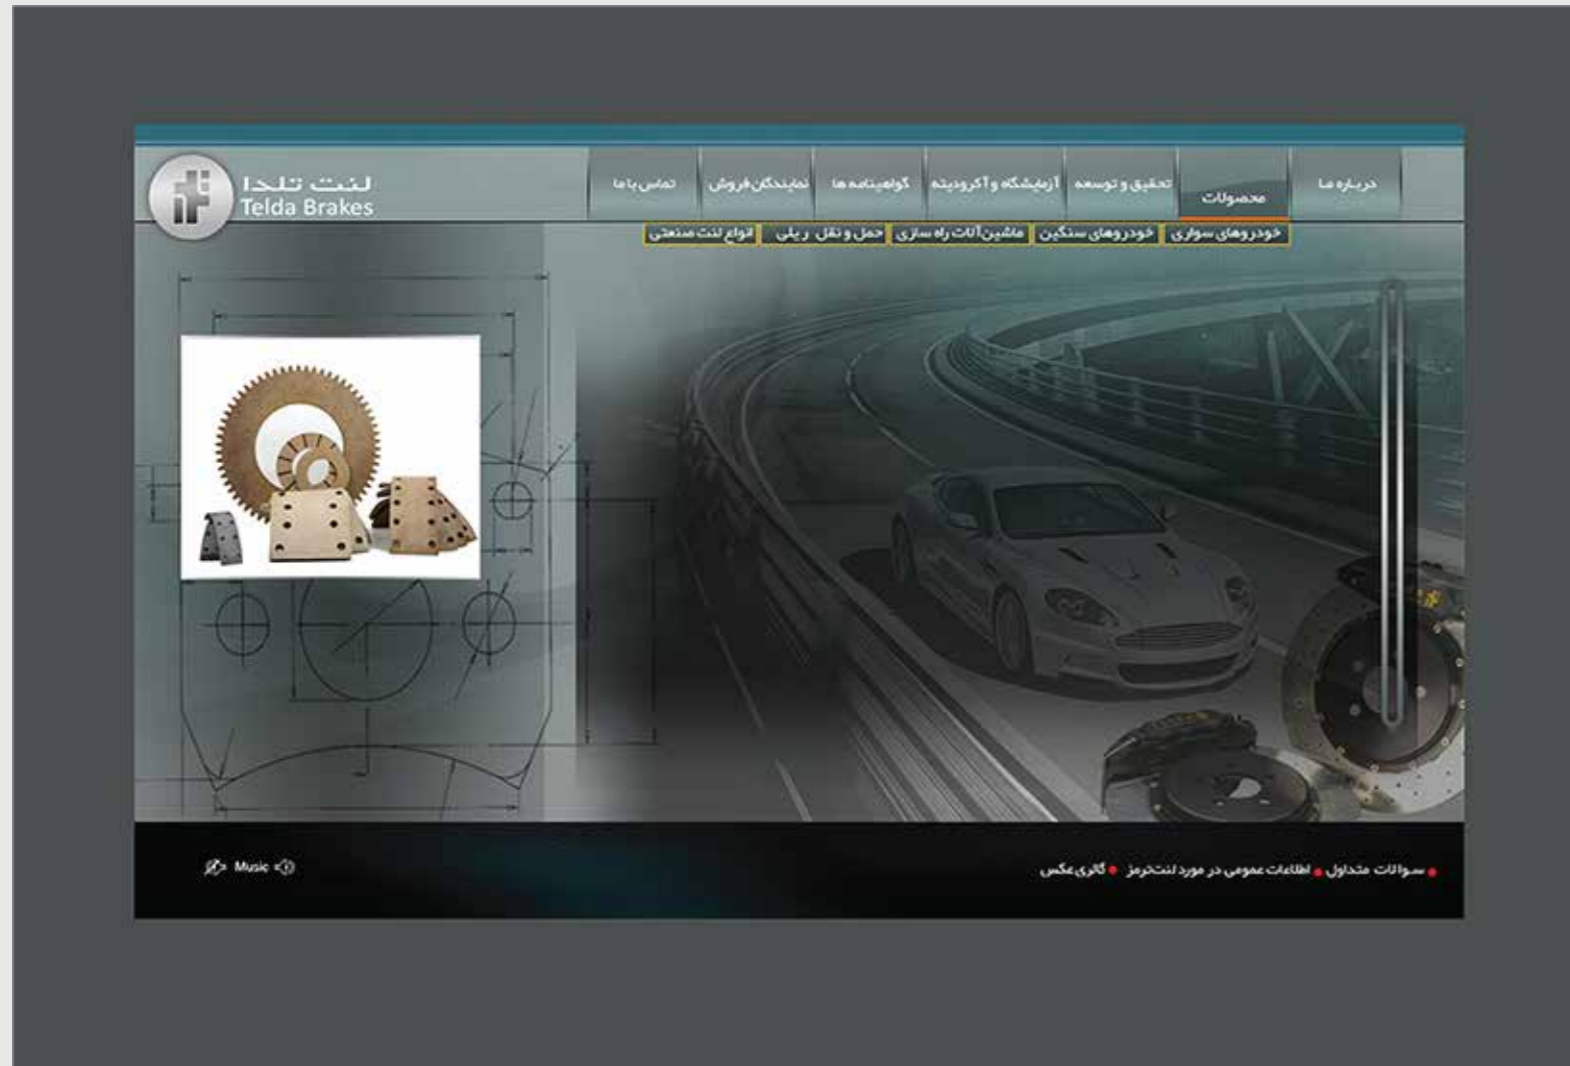 لنت تلدا
Telda Brakes
درباره ما
محصولات
تحقیق و توسعه
آزمایشگاه و آکرودیته
گواهینامه ها
نمایندگان فروش
تماس با ما
خودروهای سواری
خودروهای سنگین
ماشین‌آلات راه سازی
حمل و نقل ریلی
انواع لنت صنعتی
سوالات متداول
اطلاعات عمومی در مورد لنت‌ترمز
گالری عکس
Music